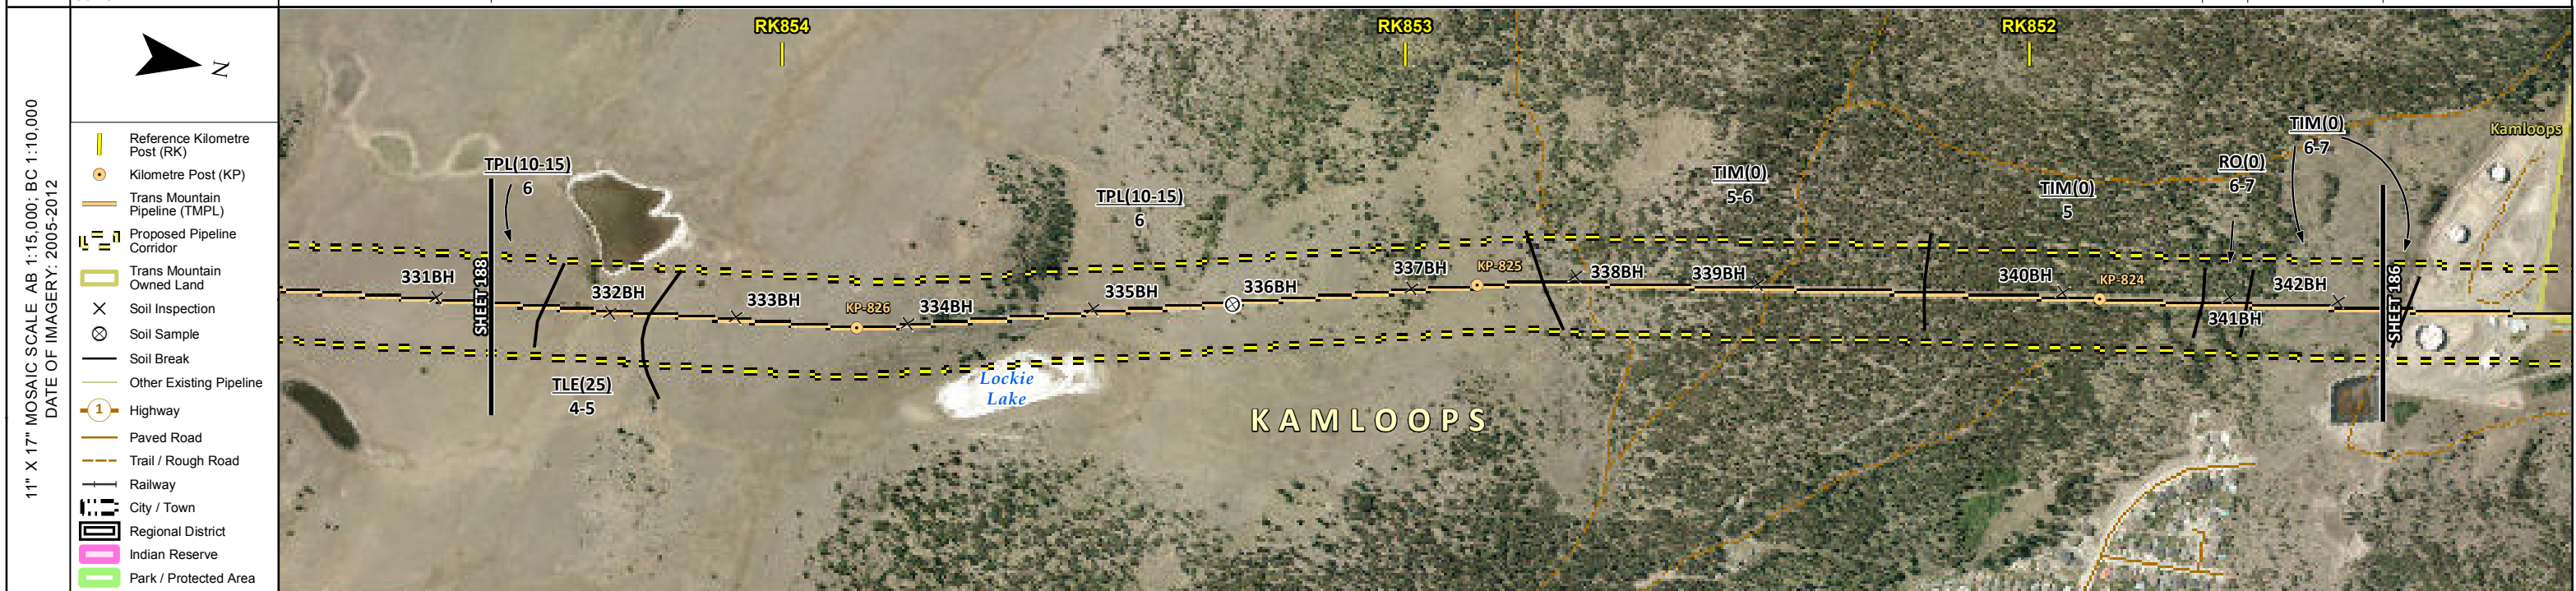 11" X 17" MOSAIC SCALE  AB 1:15,000; BC 1:10,000
DATE OF IMAGERY: 2005-2012
N
Reference Kilometre
Post (RK)
Kilometre Post (KP)
Trans Mountain
Pipeline (TMPL)
Proposed Pipeline
Corridor
Trans Mountain
Owned Land
Soil Inspection
Soil Sample
Soil Break
Other Existing Pipeline
1 Highway
Paved Road
Trail / Rough Road
Railway
City / Town
Regional District
Indian Reserve
Park / Protected Area
RK854
RK853
RK852
TIM(0)
6-7
Kamloops
TPL(10-15)
6
TPL(10-15)
6
TIM(0)
5-6
TIM(0)
5
RO(0)
6-7
331BH
SHEET 188
332BH
333BH
KP-826
334BH
335BH
336BH
337BH
KP-825
338BH
339BH
340BH
KP-824
341BH
342BH
SHEET 186
TLE(25)
4-5
Lockie
Lake
KAMLOOPS